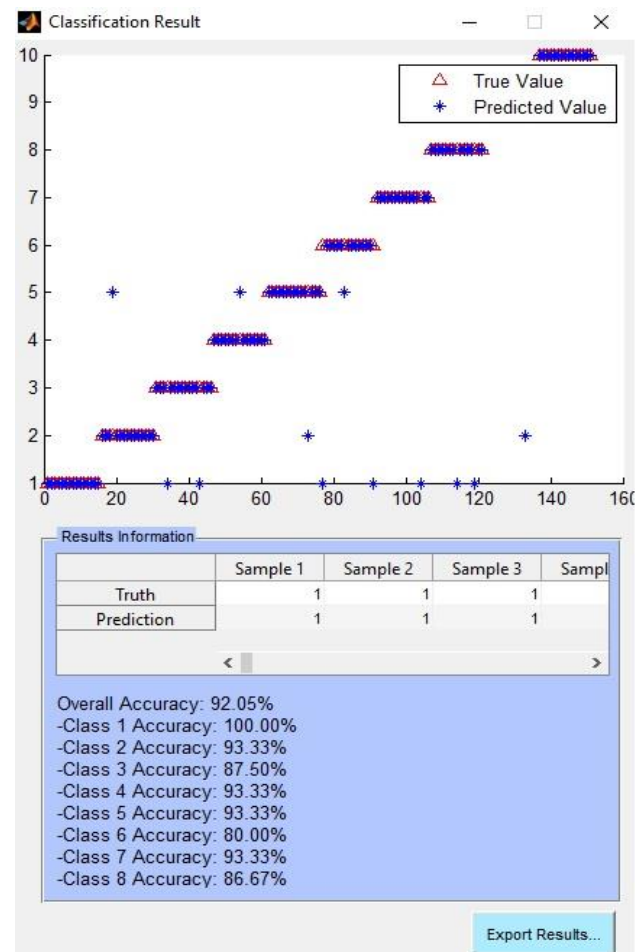 Classification Result
10
True Value
Predicted Value
9
8
7
6
5
4
3
2
1
0 20 40 60 80 100 120 140 160
Results Information
Sample 1 Sample 2 Sample 3 Sampl
Truth 1 1 1
Prediction 1 1 1
Overall Accuracy: 92.05%
-Class 1 Accuracy: 100.00%
-Class 2 Accuracy: 93.33%
-Class 3 Accuracy: 87.50%
-Class 4 Accuracy: 93.33%
-Class 5 Accuracy: 93.33%
-Class 6 Accuracy: 80.00%
-Class 7 Accuracy: 93.33%
-Class 8 Accuracy: 86.67%
Export Results...